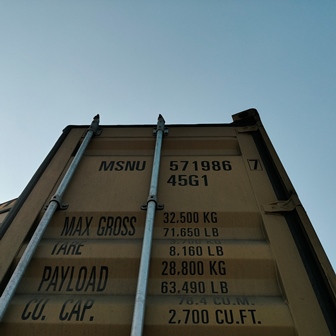 MSNU 571986 7
45G1
MAX GROSS 32.500 KG
71.650 LB
TARE
8.160 LB
PAYLOAD 28.800 KG
63.490 LB
CU. CAP. 76.4 CU.M.
2.700 CU.FT.